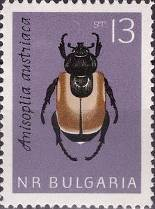 ст. 13
Anisoplia austriaca
NR BULGARIA